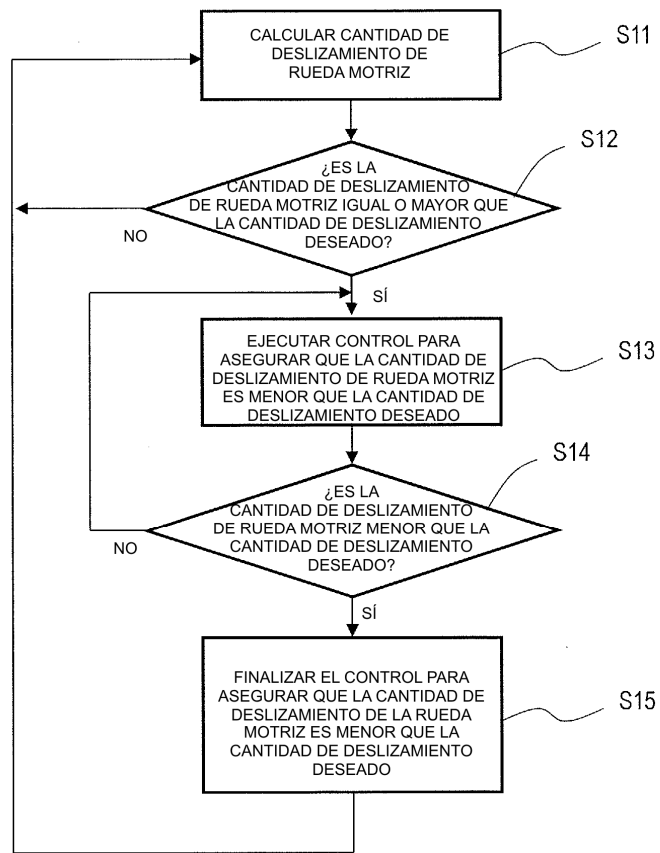 CALCULAR CANTIDAD DE
DESLIZAMIENTO DE
RUEDA MOTRIZ
S11
S12
¿ES LA
CANTIDAD DE DESLIZAMIENTO
DE RUEDA MOTRIZ IGUAL O MAYOR QUE
LA CANTIDAD DE DESLIZAMIENTO
DESEADO?
NO
SÍ
EJECUTAR CONTROL PARA
ASEGURAR QUE LA CANTIDAD DE
DESLIZAMIENTO DE RUEDA MOTRIZ
ES MENOR QUE LA CANTIDAD DE
DESLIZAMIENTO DESEADO
S13
S14
¿ES LA
CANTIDAD DE DESLIZAMIENTO
DE RUEDA MOTRIZ MENOR QUE LA
CANTIDAD DE DESLIZAMIENTO
DESEADO?
NO
SÍ
FINALIZAR EL CONTROL PARA
ASEGURAR QUE LA CANTIDAD DE
DESLIZAMIENTO DE LA RUEDA
MOTRIZ ES MENOR QUE LA
CANTIDAD DE DESLIZAMIENTO
DESEADO
S15